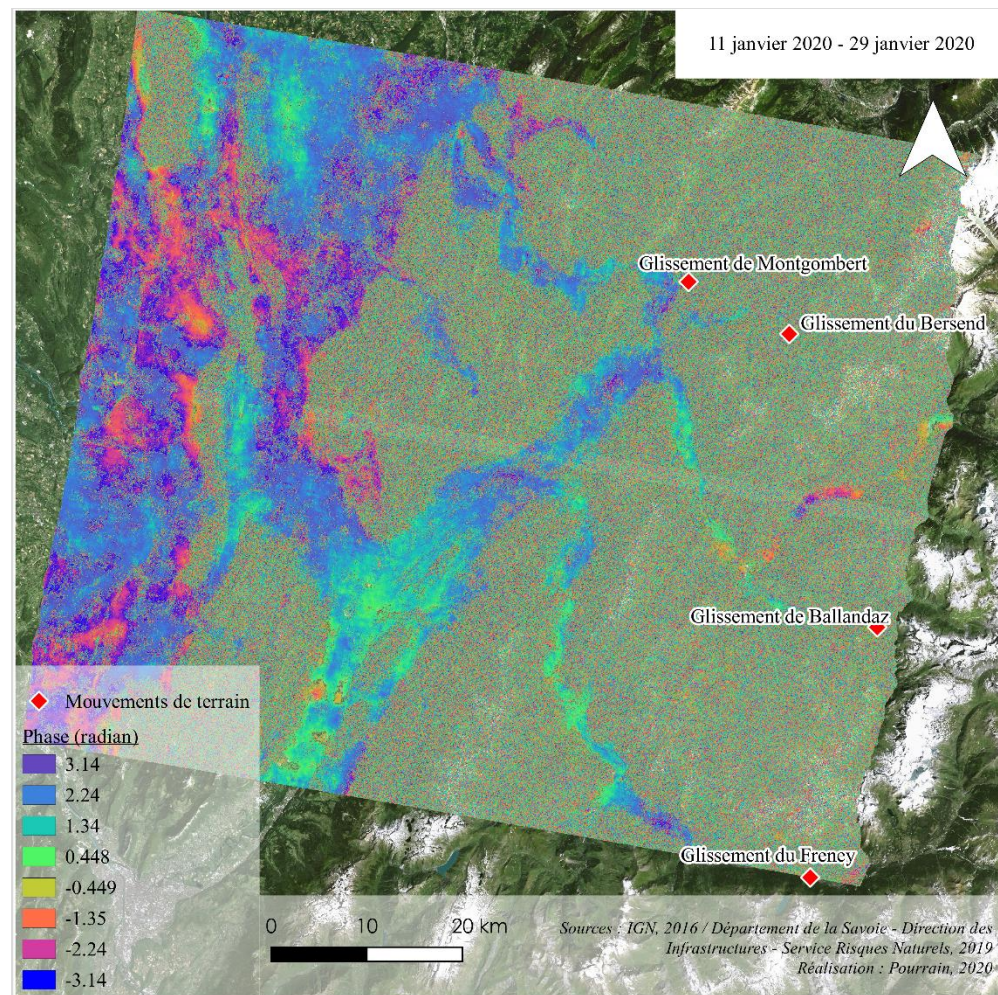 11 janvier 2020 - 29 janvier 2020
Glissement de Montgombert
Glissement du Bersend
Glissement de Ballandaz
Glissement du Freney
Mouvements de terrain
Phase (radian)
3.14
2.24
1.34
0.448
-0.449
-1.35
-2.24
-3.14
0 10 20 km
Sources : IGN, 2016 / Département de la Savoie - Direction des
Infrastructures - Service Risques Naturels, 2019
Réalisation : Pourrain, 2020